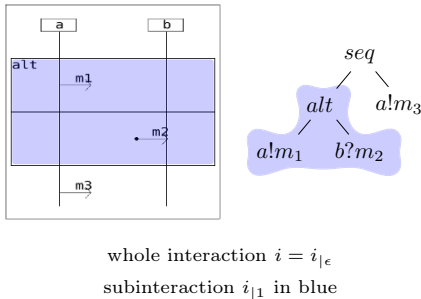 a b
alt
m1
m2
m3
seq
alt a!m₃
a!m₁ b?m₂
whole interaction i = i|ϵ
subinteraction i|1 in blue